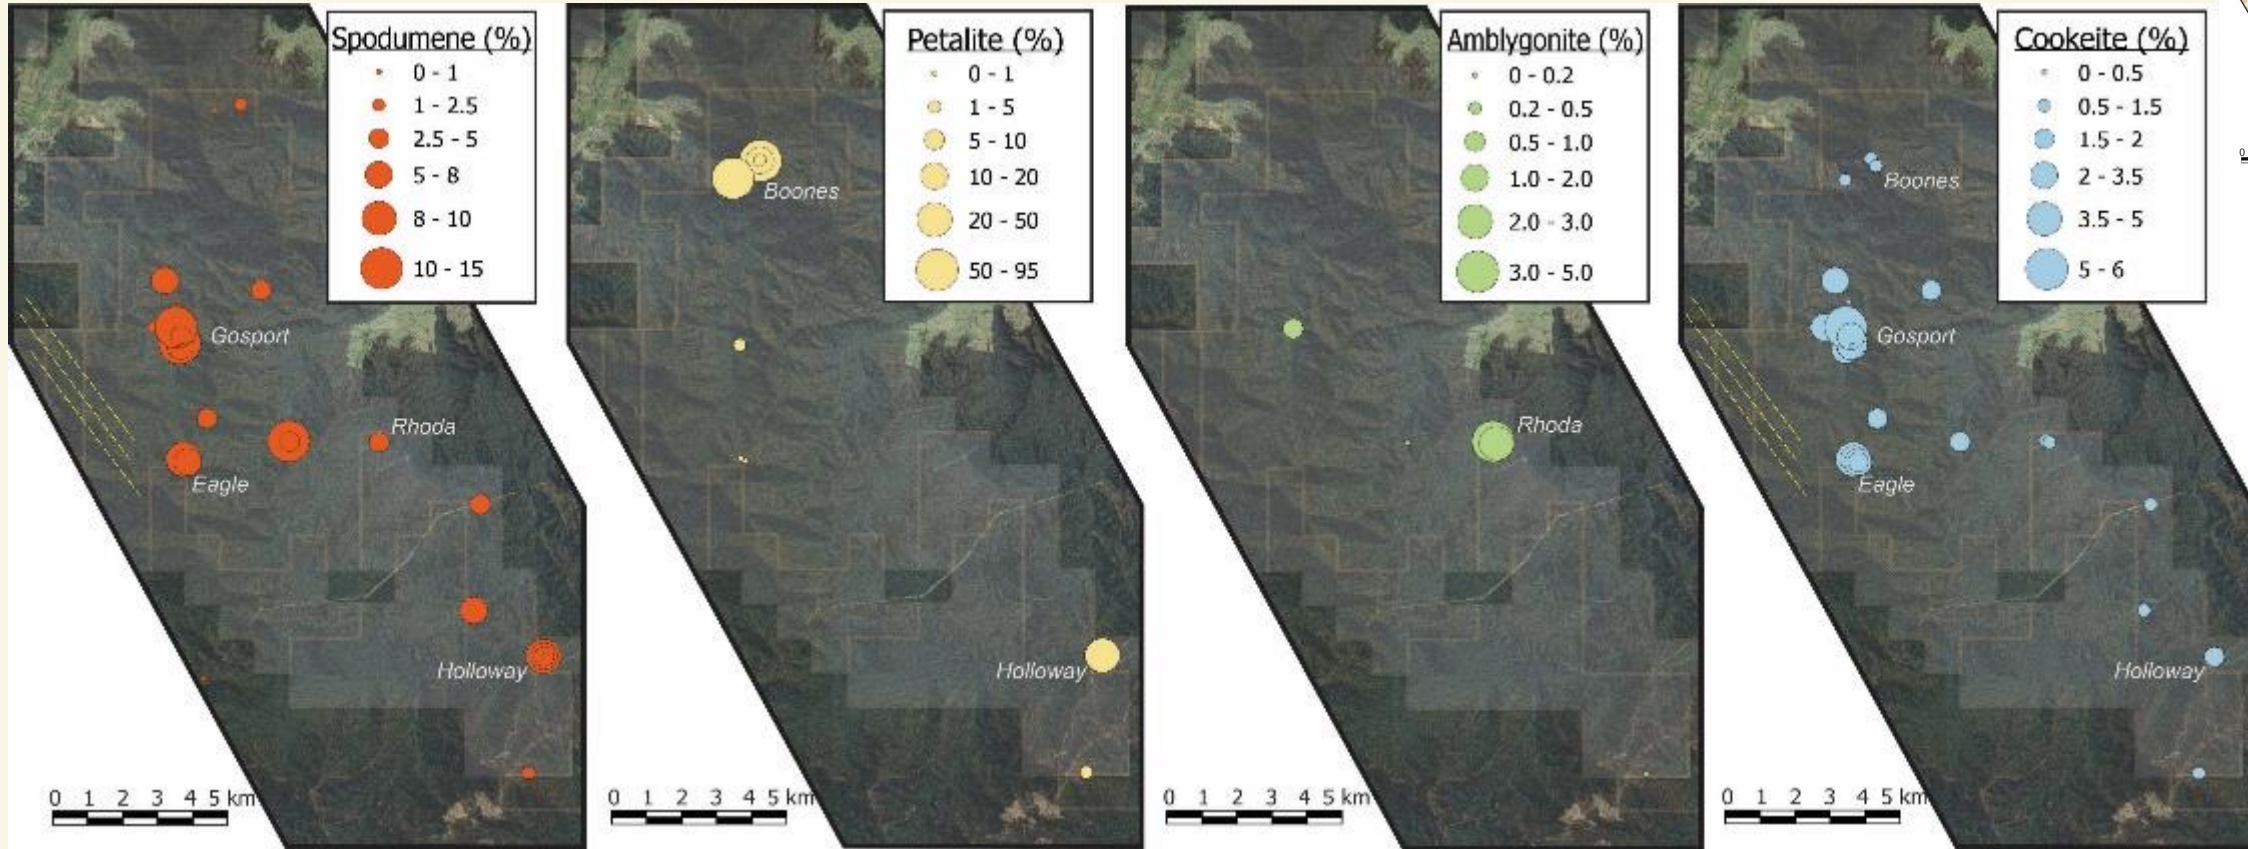 Spodumene (%)
0 - 1
1 - 2.5
2.5 - 5
5 - 8
8 - 10
10 - 15
Gosport
Rhoda
Eagle
Holloway
0 1 2 3 4 5 km
Petalite (%)
0 - 1
1 - 5
5 - 10
10 - 20
20 - 50
50 - 95
Boones
Holloway
0 1 2 3 4 5 km
Amblygonite (%)
0 - 0.2
0.2 - 0.5
0.5 - 1.0
1.0 - 2.0
2.0 - 3.0
3.0 - 5.0
Rhoda
0 1 2 3 4 5 km
Cookeite (%)
0 - 0.5
0.5 - 1.5
1.5 - 2
2 - 3.5
3.5 - 5
5 - 6
Boones
Gosport
Eagle
Holloway
0 1 2 3 4 5 km
0